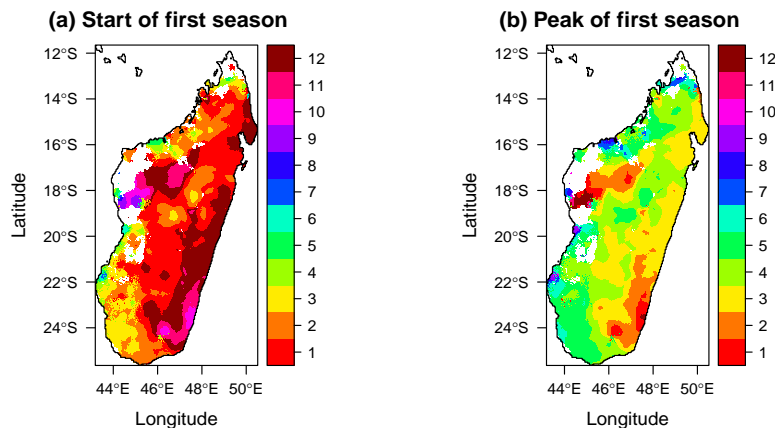 (a) Start of first season
12°S
14°S
16°S
18°S
20°S
22°S
24°S
Latitude
44°E 46°E 48°E 50°E
Longitude
12
11
10
9
8
7
6
5
4
3
2
1
(b) Peak of first season
12°S
14°S
16°S
18°S
20°S
22°S
24°S
Latitude
44°E 46°E 48°E 50°E
Longitude
12
11
10
9
8
7
6
5
4
3
2
1